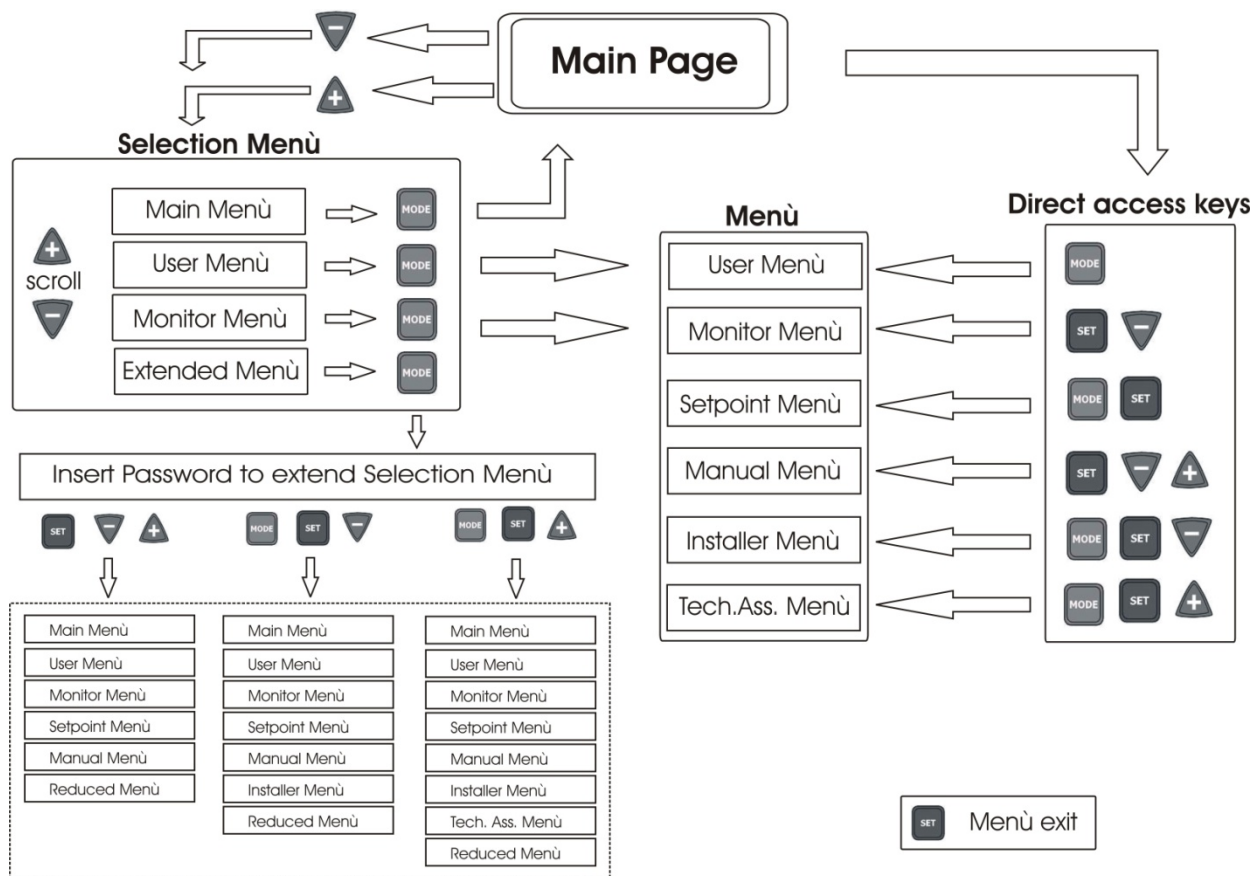 −
Main Page
+
Selection Menù
Main Menù
MODE
+
scroll
−
User Menù
MODE
Monitor Menù
MODE
Extended Menù
MODE
Insert Password to extend Selection Menù
SET − +
MODE SET −
MODE SET +
Main Menù
User Menù
Monitor Menù
Setpoint Menù
Manual Menù
Reduced Menù
Main Menù
User Menù
Monitor Menù
Setpoint Menù
Manual Menù
Installer Menù
Reduced Menù
Main Menù
User Menù
Monitor Menù
Setpoint Menù
Manual Menù
Installer Menù
Tech. Ass. Menù
Reduced Menù
Menù
User Menù
Monitor Menù
Setpoint Menù
Manual Menù
Installer Menù
Tech.Ass. Menù
Direct access keys
MODE
SET −
MODE SET
SET − +
MODE SET −
MODE SET +
SET Menù exit